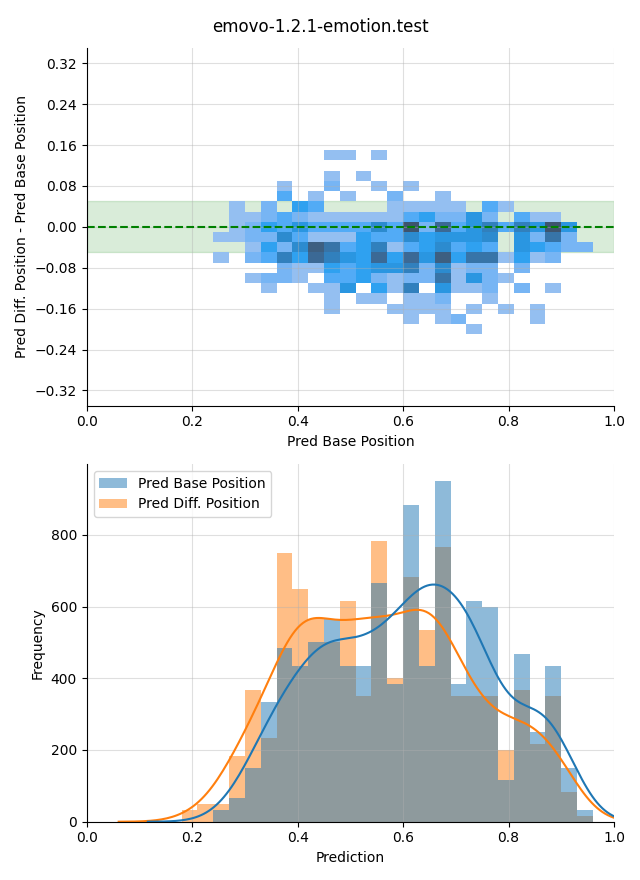 emovo-1.2.1-emotion.test
Pred Diff. Position - Pred Base Position
0.32
0.24
0.16
0.08
0.00
−0.08
−0.16
−0.24
−0.32
0.0 0.2 0.4 0.6 0.8 1.0
Pred Base Position
Pred Base Position
Pred Diff. Position
Frequency
800
600
400
200
0
0.0 0.2 0.4 0.6 0.8 1.0
Prediction